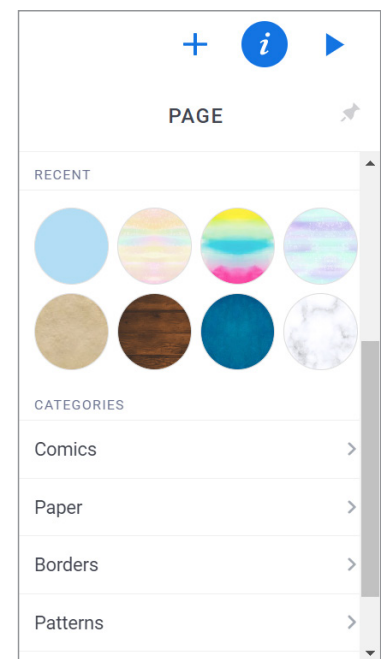 i
PAGE
RECENT
CATEGORIES
Comics
Paper
Borders
Patterns